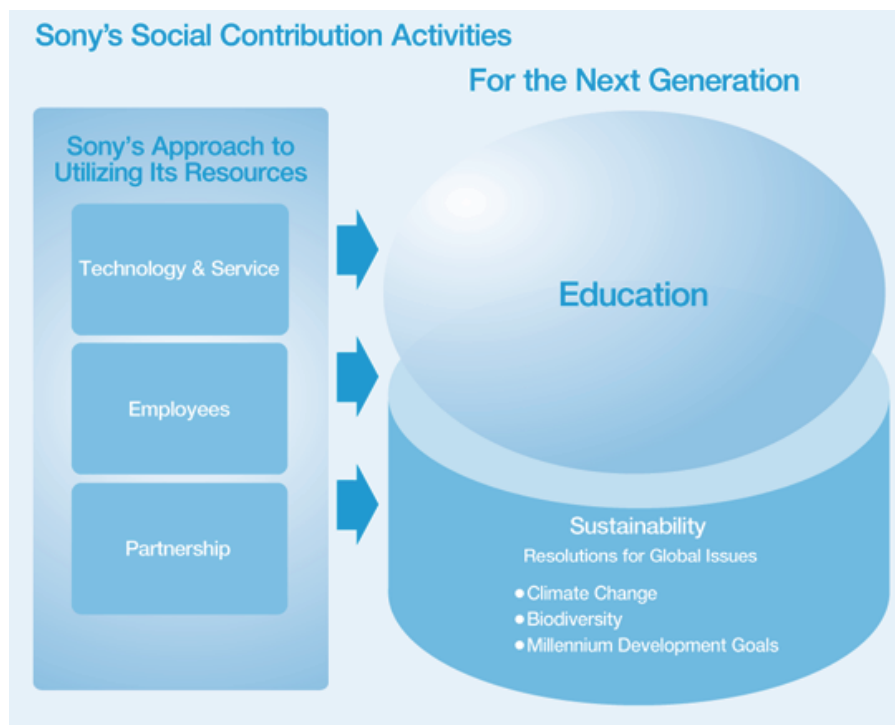 Sony's Social Contribution Activities
For the Next Generation
Sony's Approach to
Utilizing Its Resources
Technology & Service
Employees
Partnership
Education
Sustainability
Resolutions for Global Issues
●Climate Change
●Biodiversity
●Millennium Development Goals